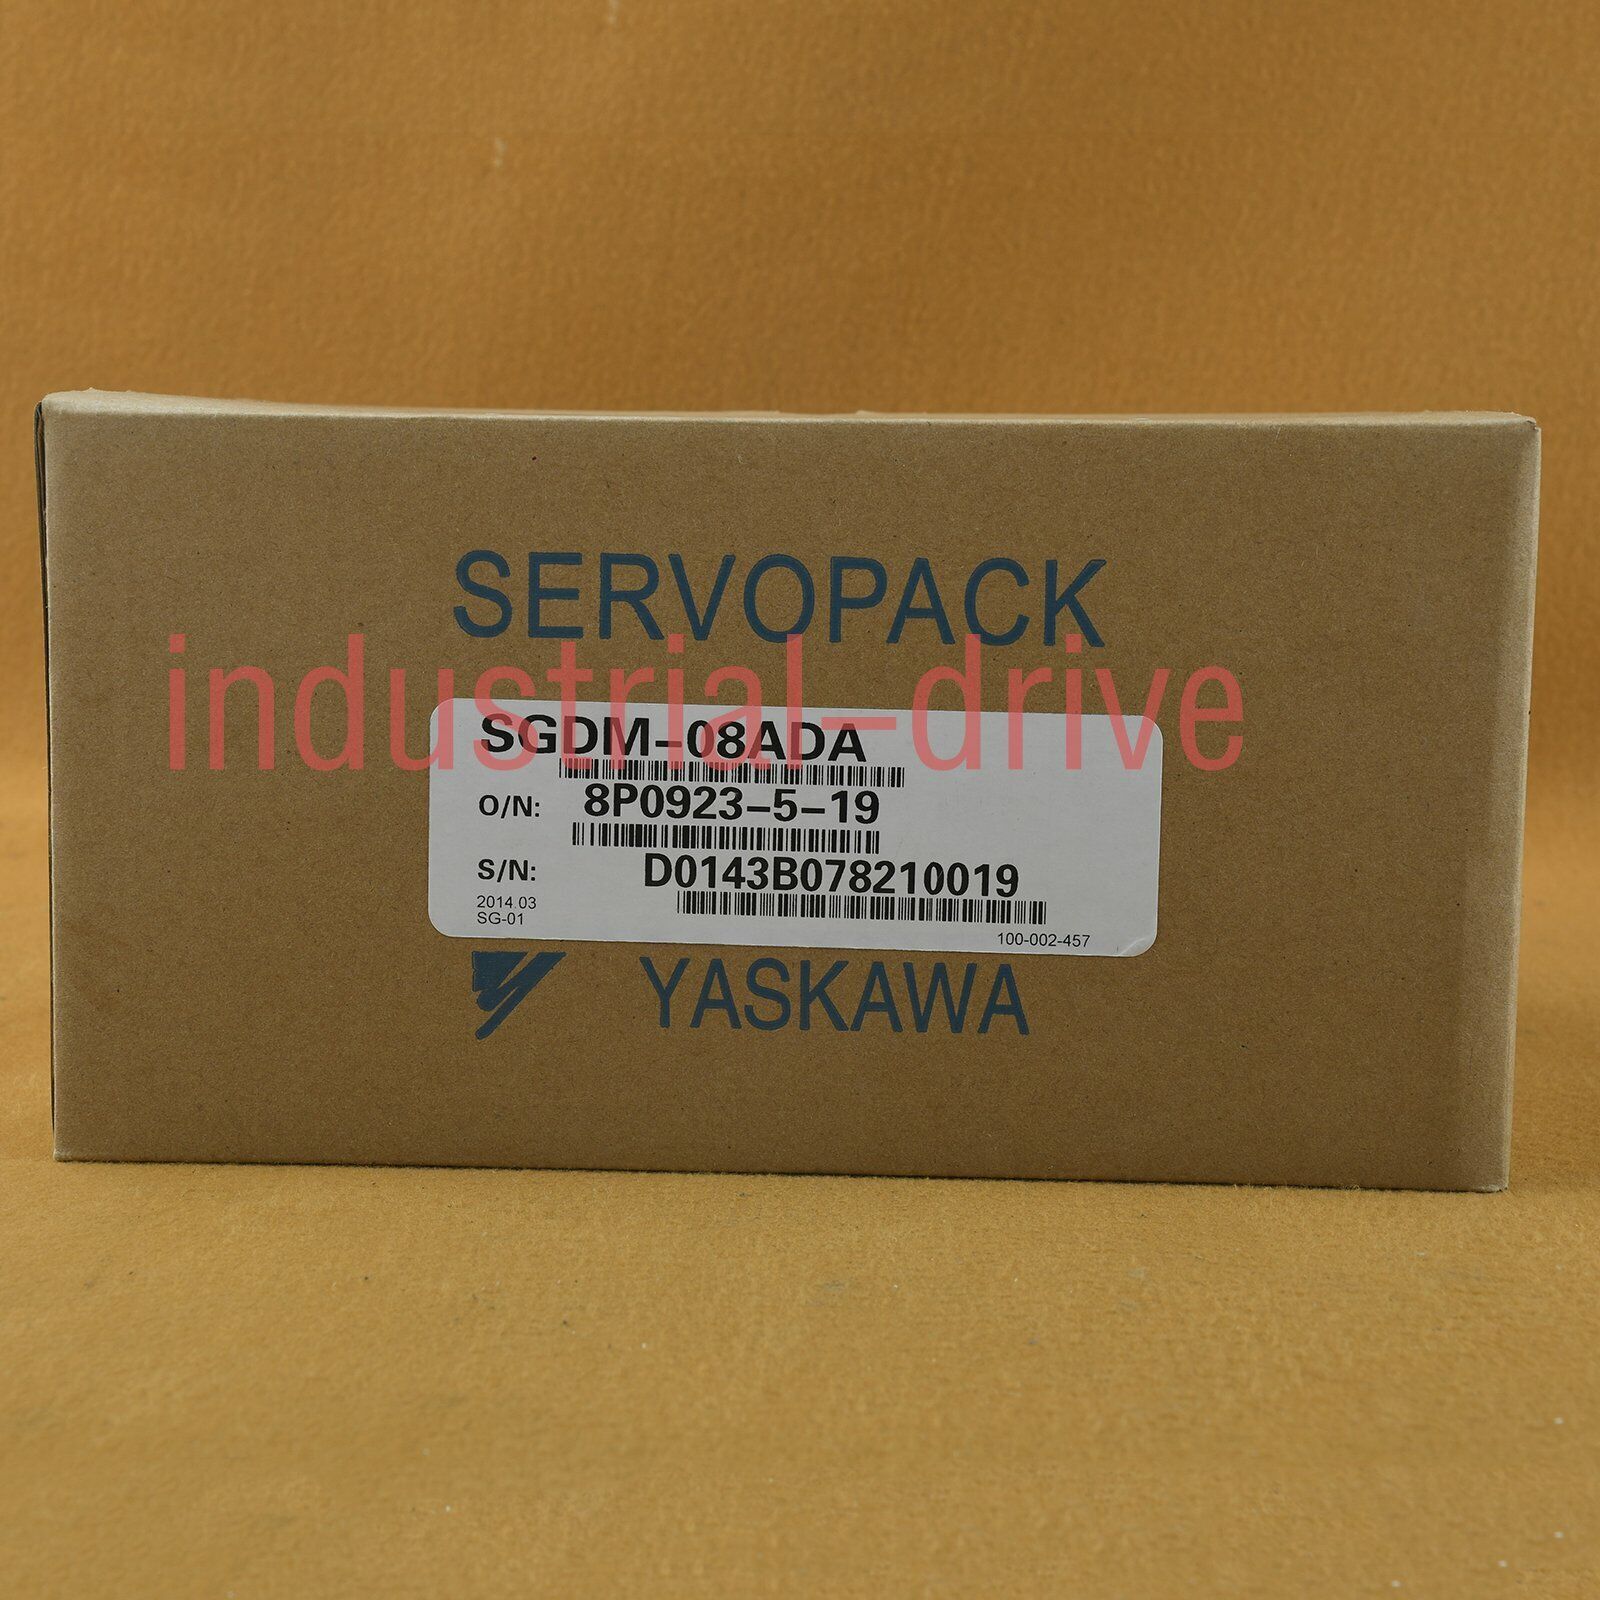 SERVOPACK
industrial-drive
SGDM-08ADA
O/N: 8P0923-5-19
S/N: D0143B078210019
2014.03
SG-01
100-002-457
YASKAWA